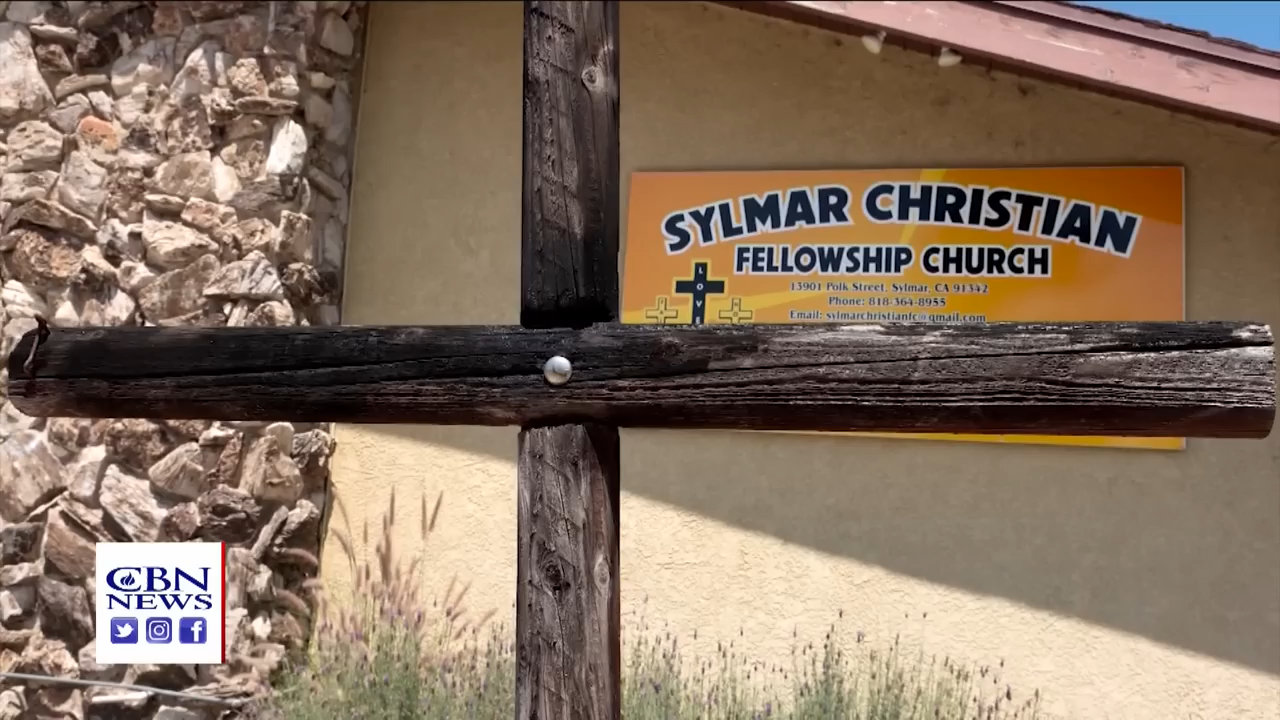 SYLMAR CHRISTIAN
FELLOWSHIP CHURCH
13901 Polk Street, Sylmar, CA 91342
Phone: 818-364-8955
Email: sylmarchristianfc@gmail.com
LOVE
CBN
NEWS